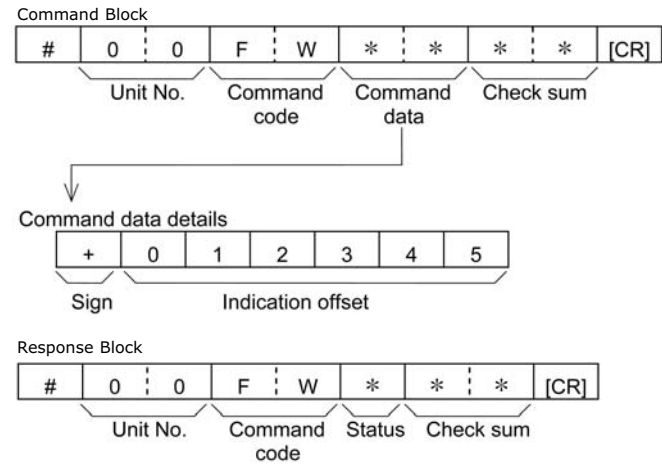 Command Block
# 0 0 F W * * * * [CR]
Unit No. Command code Command data Check sum
Command data details
+ 0 1 2 3 4 5
Sign Indication offset
Response Block
# 0 0 F W * * * [CR]
Unit No. Command code Status Check sum